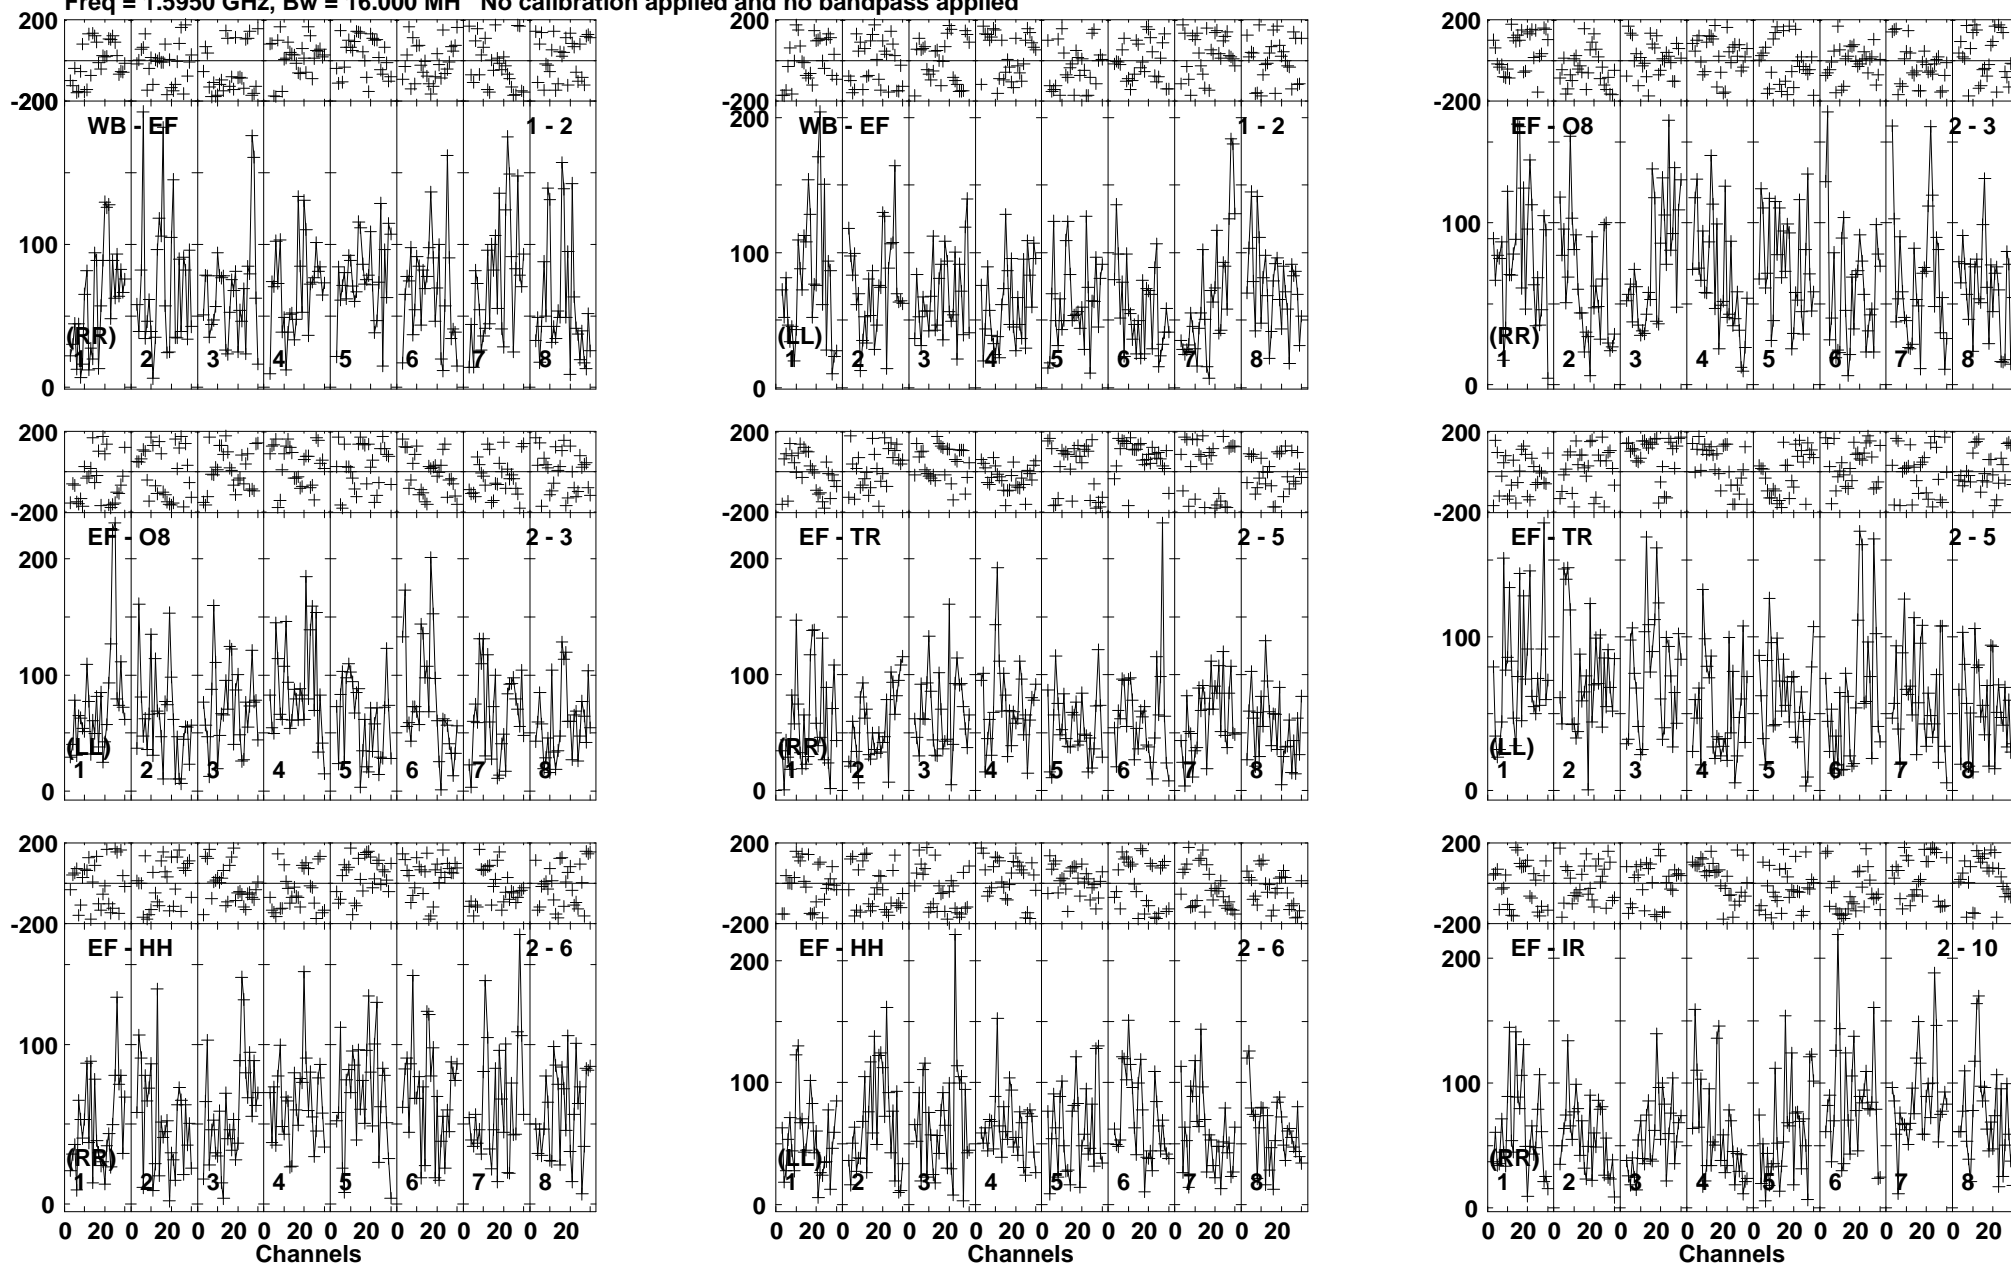 Freq = 1.5950 GHz, Bw = 16.000 MH No calibration applied and no bandpass applied
200 200 200
-200 -200 -200
WB - EF 1 - 2 WB - EF 1 - 2 EF - O8 2 - 3
200
100 100 100
(RR) (LL) (RR)
1 2 3 4 5 6 7 8 1 2 3 4 5 6 7 8 1 2 3 4 5 6 7 8
0 0 0
200 200 200
-200 -200 -200
EF - O8 2 - 3 EF - TR 2 - 5 EF - TR 2 - 5
200 200
100 100 100
(LL) (RR) (LL)
1 2 3 4 5 6 7 8 1 2 3 4 5 6 7 8 1 2 3 4 5 6 7 8
0 0 0
200 200 200
-200 -200 -200
EF - HH 2 - 6 EF - HH 2 - 6 EF - IR 2 - 10
200 200
100 100 100
(RR) (LL) (RR)
1 2 3 4 5 6 7 8 1 2 3 4 5 6 7 8 1 2 3 4 5 6 7 8
0 0 0
0 20 0 20 0 20 0 20 0 20 0 20 0 20 0 20 0 20 0 20 0 20 0 20 0 20 0 20 0 20 0 20 0 20 0 20 0 20 0 20 0 20 0 20 0 20 0 20
Channels Channels Channels